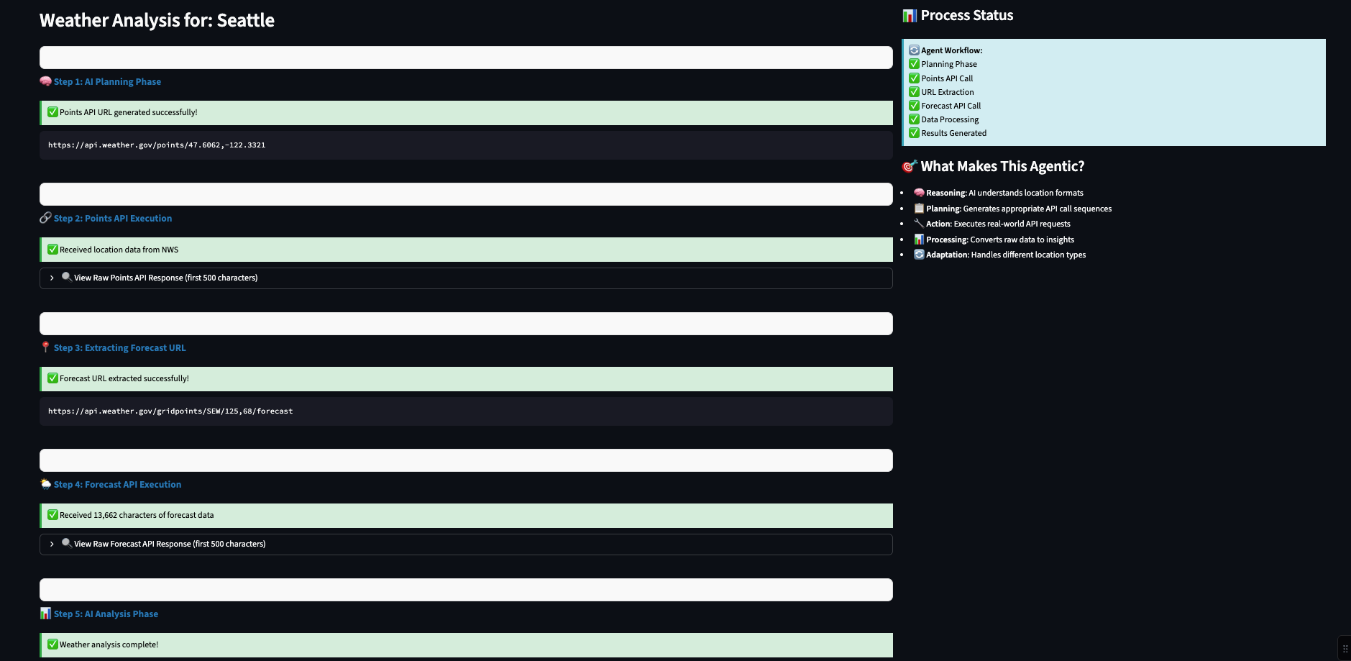 Weather Analysis for: Seattle
🧠 Step 1: AI Planning Phase
✅ Points API URL generated successfully!
https://api.weather.gov/points/47.6062,-122.3321
🔗 Step 2: Points API Execution
✅ Received location data from NWS
🔍 View Raw Points API Response (first 500 characters)
📍 Step 3: Extracting Forecast URL
✅ Forecast URL extracted successfully!
https://api.weather.gov/gridpoints/SEW/125,68/forecast
🌦️ Step 4: Forecast API Execution
✅ Received 13,662 characters of forecast data
🔍 View Raw Forecast API Response (first 500 characters)
📊 Step 5: AI Analysis Phase
✅ Weather analysis complete!
📊 Process Status
🔄 Agent Workflow:
✅ Planning Phase
✅ Points API Call
✅ URL Extraction
✅ Forecast API Call
✅ Data Processing
✅ Results Generated
🎯 What Makes This Agentic?
• 🧠 Reasoning: AI understands location formats
• 📋 Planning: Generates appropriate API call sequences
• 🔧 Action: Executes real-world API requests
• 📊 Processing: Converts raw data to insights
• 🔄 Adaptation: Handles different location types